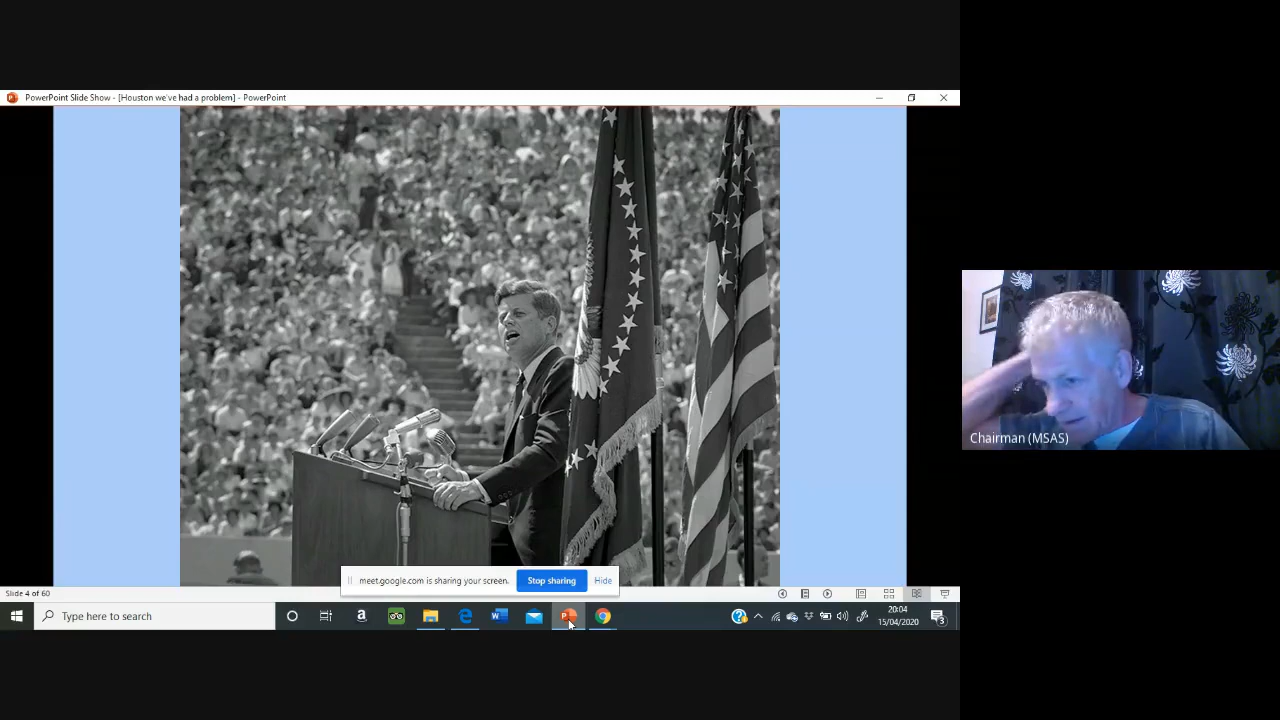 PowerPoint Slide Show - [Houston we've had a problem] - PowerPoint
Chairman (MSAS)
meet.google.com is sharing your screen.
Stop sharing
Hide
Slide 4 of 60
Type here to search
20:04
15/04/2020
3